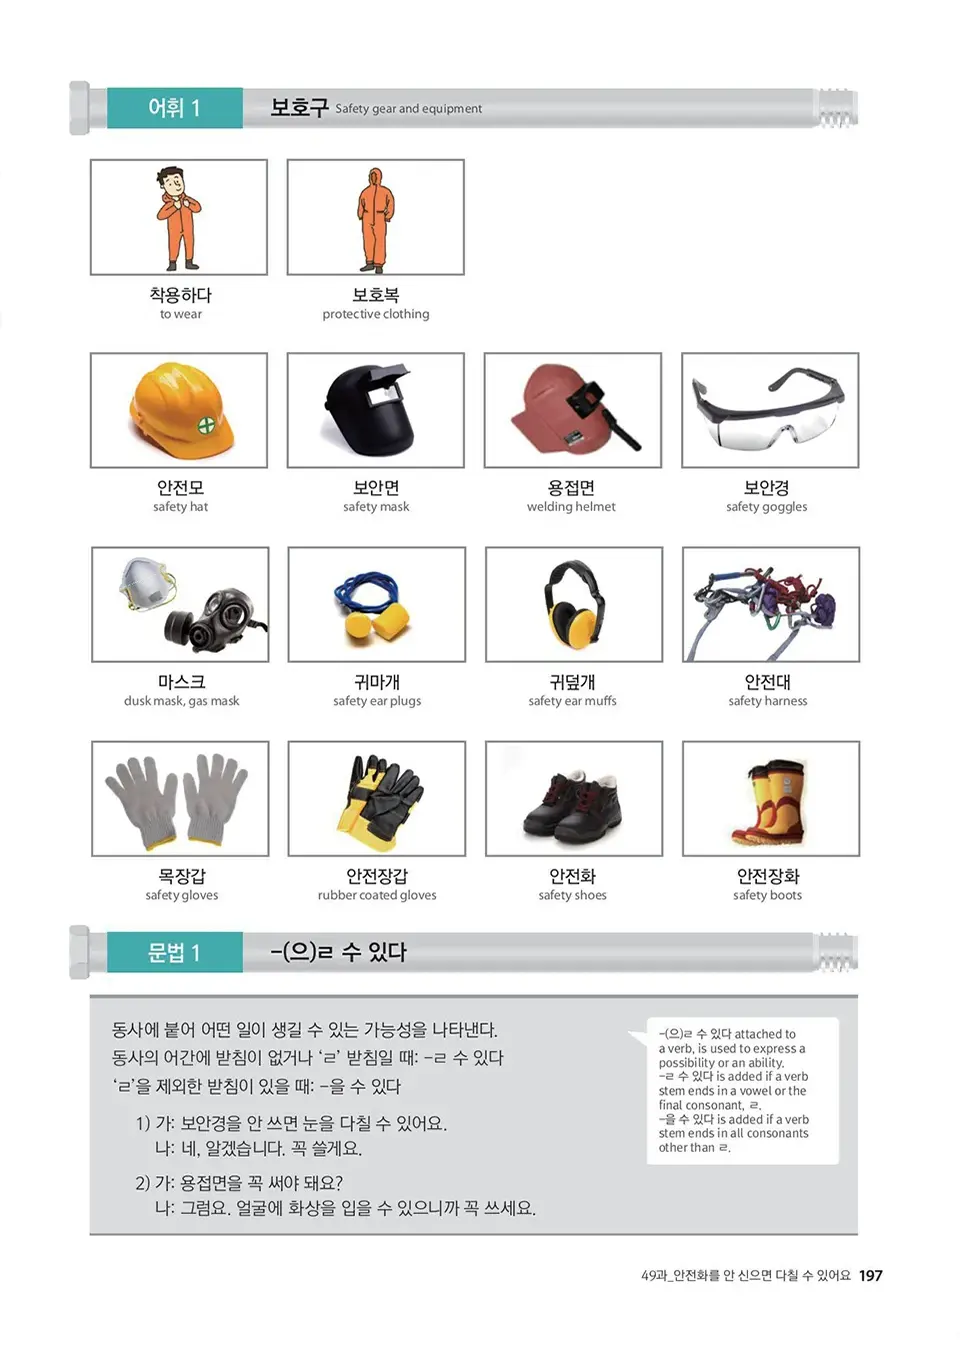 어휘 1 보호구 Safety gear and equipment
착용하다 보호복
to wear protective clothing
안전모 보안면 용접면 보안경
safety hat safety mask welding helmet safety goggles
마스크 귀마개 귀덮개 안전대
dusk mask, gas mask safety ear plugs safety ear muffs safety harness
목장갑 안전장갑 안전화 안전장화
safety gloves rubber coated gloves safety shoes safety boots
문법 1 -(으)ㄹ 수 있다
동사에 붙어 어떤 일이 생길 수 있는 가능성을 나타낸다.
동사의 어간에 받침이 없거나 ‘ㄹ’ 받침일 때: -ㄹ 수 있다
‘ㄹ’을 제외한 받침이 있을 때: -을 수 있다
1) 가: 보안경을 안 쓰면 눈을 다칠 수 있어요.
나: 네, 알겠습니다. 꼭 쓸게요.
2) 가: 용접면을 꼭 써야 돼요?
나: 그럼요. 얼굴에 화상을 입을 수 있으니까 꼭 쓰세요.
-(으)ㄹ 수 있다 attached to
a verb, is used to express a
possibility or an ability.
-ㄹ 수 있다 is added if a verb
stem ends in a vowel or the
final consonant, ㄹ.
-을 수 있다 is added if a verb
stem ends in all consonants
other than ㄹ.
49과_안전화를 안 신으면 다칠 수 있어요 197